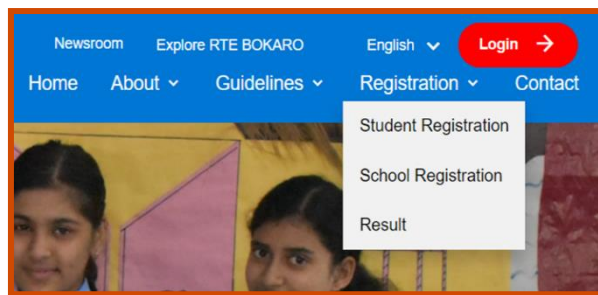 Newsroom Explore RTE BOKARO English Login
Home About Guidelines Registration Contact
Student Registration
School Registration
Result